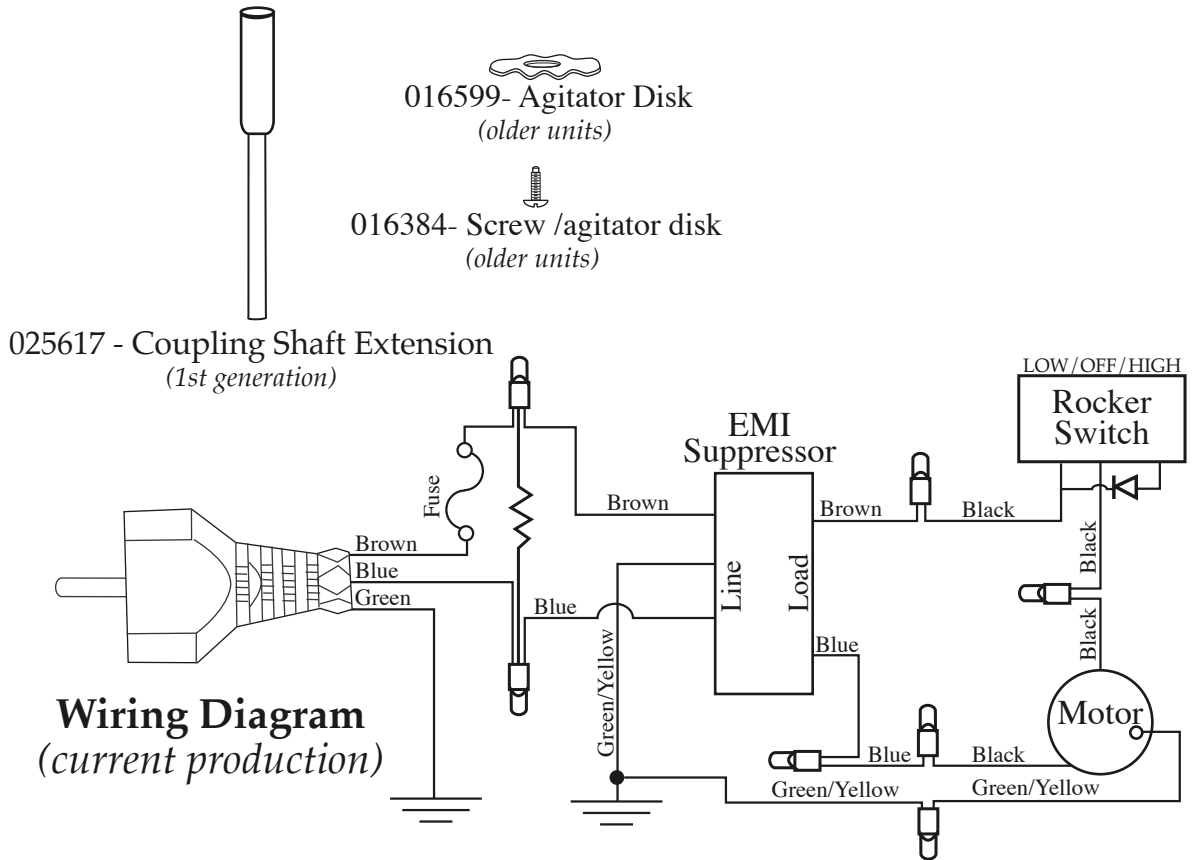 016599- Agitator Disk
(older units)
016384- Screw /agitator disk
(older units)
025617 - Coupling Shaft Extension
(1st generation)
LOW/OFF/HIGH
Rocker
Switch
EMI
Suppressor
Fuse
Brown
Brown
Black
Brown
Blue
Green
Line
Load
Black
Blue
Black
Blue
Green/Yellow
Motor
Wiring Diagram
(current production)
Blue
Black
Green/Yellow
Green/Yellow